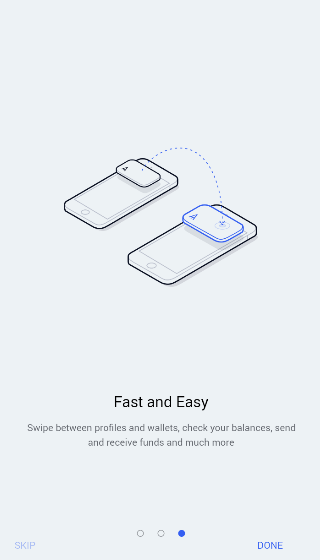 Fast and Easy
Swipe between profiles and wallets, check your balances, send
and receive funds and much more
SKIP
DONE